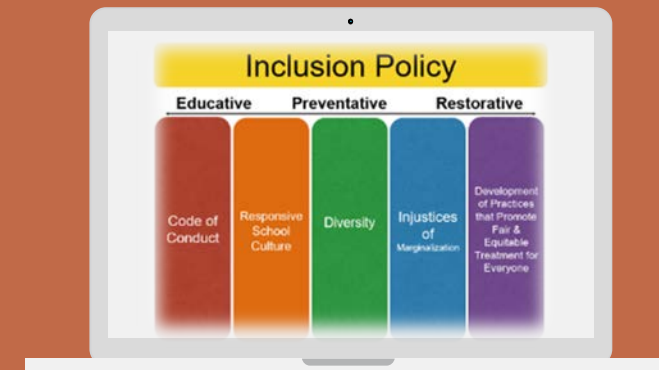 Inclusion Policy
Educative Preventative Restorative
Code of
Conduct
Responsive
School
Culture
Diversity
Injustices
of
Marginalization
Development
of Practices
that Promote
Fair &
Equitable
Treatment for
Everyone